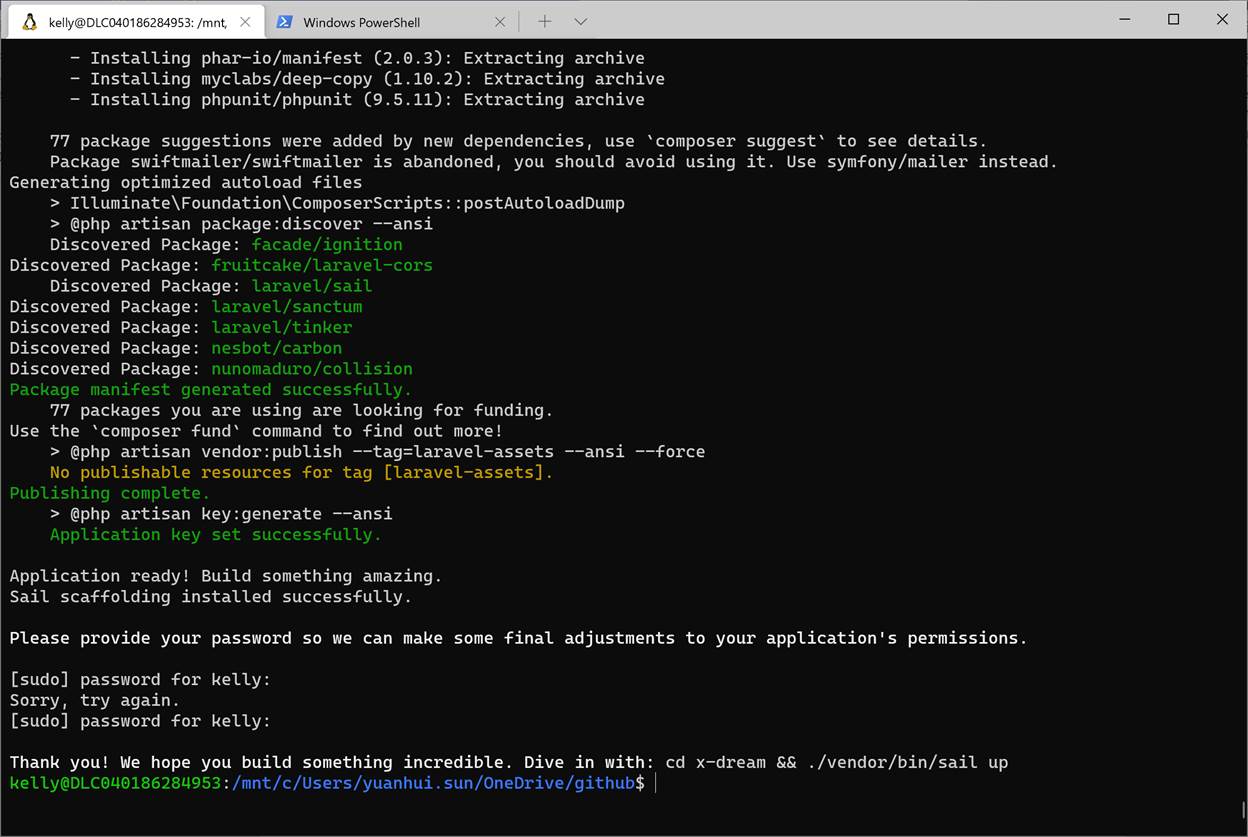 kelly@DLC040186284953: /mnt,
Windows PowerShell
- Installing phar-io/manifest (2.0.3): Extracting archive
- Installing myclabs/deep-copy (1.10.2): Extracting archive
- Installing phpunit/phpunit (9.5.11): Extracting archive
77 package suggestions were added by new dependencies, use `composer suggest` to see details.
Package swiftmailer/swiftmailer is abandoned, you should avoid using it. Use symfony/mailer instead.
Generating optimized autoload files
> Illuminate\Foundation\ComposerScripts::postAutoloadDump
> @php artisan package:discover --ansi
Discovered Package: facade/ignition
Discovered Package: fruitcake/laravel-cors
Discovered Package: laravel/sail
Discovered Package: laravel/sanctum
Discovered Package: laravel/tinker
Discovered Package: nesbot/carbon
Discovered Package: nunomaduro/collision
Package manifest generated successfully.
77 packages you are using are looking for funding.
Use the `composer fund` command to find out more!
> @php artisan vendor:publish --tag=laravel-assets --ansi --force
No publishable resources for tag [laravel-assets].
Publishing complete.
> @php artisan key:generate --ansi
Application key set successfully.
Application ready! Build something amazing.
Sail scaffolding installed successfully.
Please provide your password so we can make some final adjustments to your application's permissions.
[sudo] password for kelly:
Sorry, try again.
[sudo] password for kelly:
Thank you! We hope you build something incredible. Dive in with: cd x-dream && ./vendor/bin/sail up
kelly@DLC040186284953:/mnt/c/Users/yuanhui.sun/OneDrive/github$